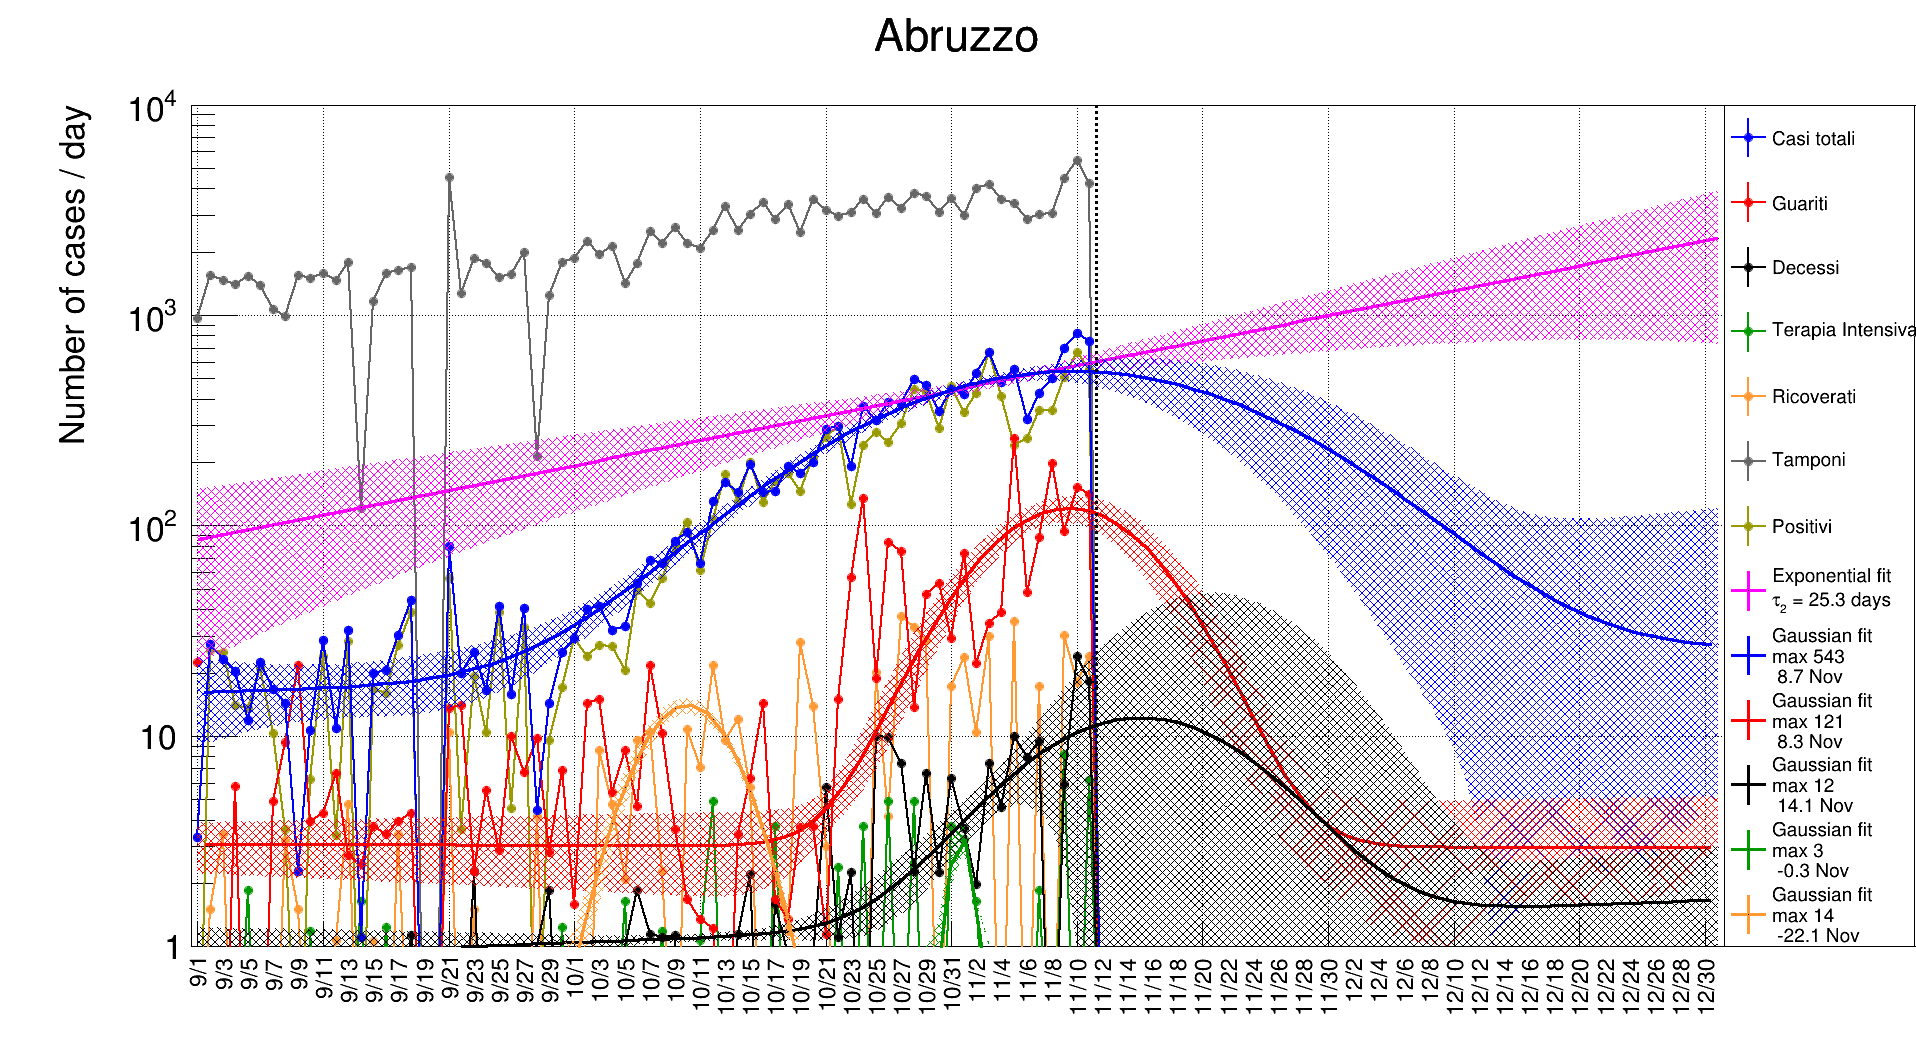 Abruzzo
Number of cases / day
10^4
10^3
10^2
10
1
9/1 9/3 9/5 9/7 9/9 9/11 9/13 9/15 9/17 9/19 9/21 9/23 9/25 9/27 9/29 10/1 10/3 10/5 10/7 10/9 10/11 10/13 10/15 10/17 10/19 10/21 10/23 10/25 10/27 10/29 10/31 11/2 11/4 11/6 11/8 11/10 11/12 11/14 11/16 11/18 11/20 11/22 11/24 11/26 11/28 11/30 12/2 12/4 12/6 12/8 12/10 12/12 12/14 12/16 12/18 12/20 12/22 12/24 12/26 12/28 12/30
Casi totali
Guariti
Decessi
Terapia Intensiva
Ricoverati
Tamponi
Positivi
Exponential fit
τ₂ = 25.3 days
Gaussian fit
max 543
8.7 Nov
Gaussian fit
max 121
8.3 Nov
Gaussian fit
max 12
14.1 Nov
Gaussian fit
max 3
-0.3 Nov
Gaussian fit
max 14
-22.1 Nov